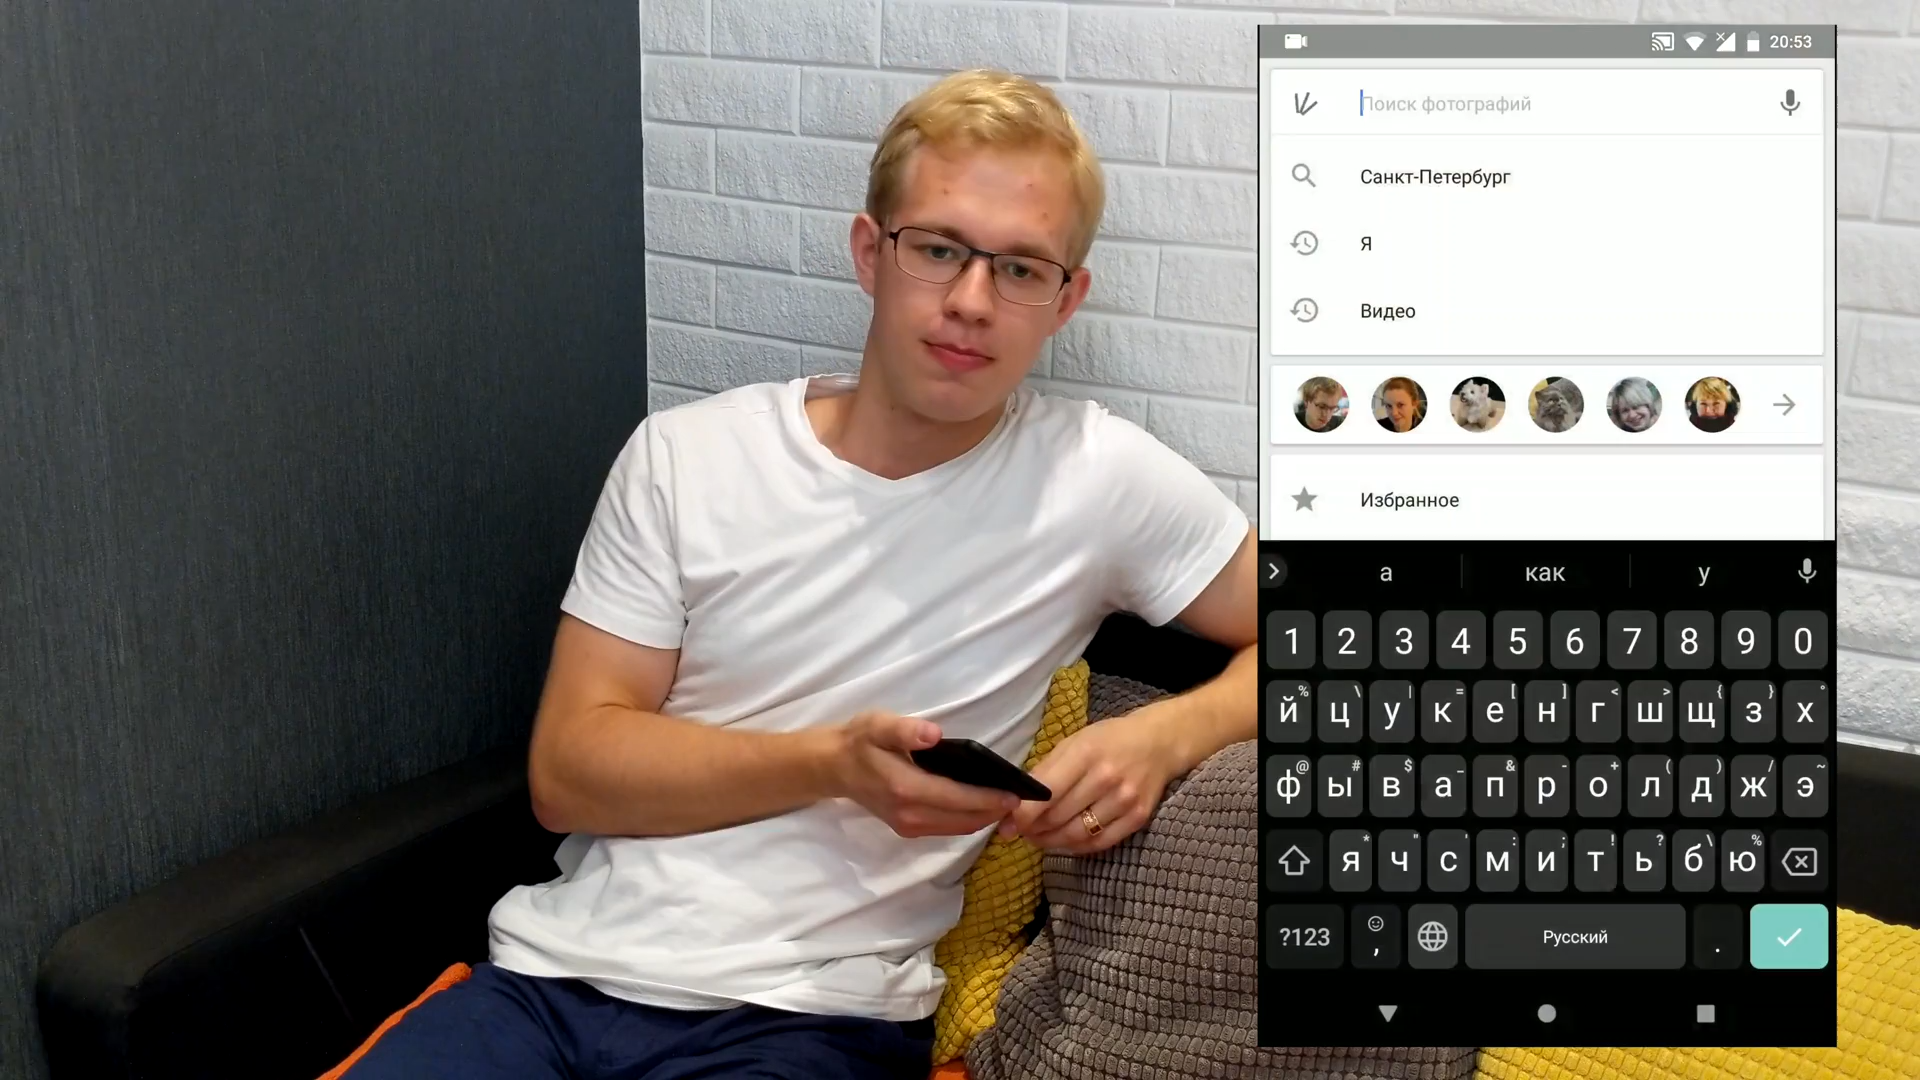 20:53
Поиск фотографий
Санкт-Петербург
Я
Видео
Избранное
а как у
1 2 3 4 5 6 7 8 9 0
й % ц \ у | к = е [ н ] г < ш > щ { з } х °
ф @ ы # в $ а _ п & р - о + л ( д ) ж / э ~
я * ч " с ' м : и ; т ! ь ? б \ ю %
?123 , Русский .